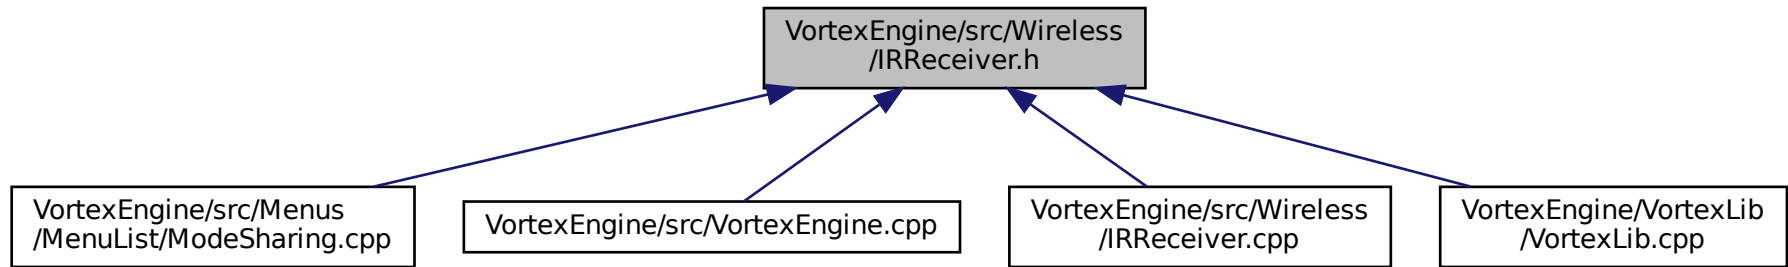 VortexEngine/src/Wireless
/IRReceiver.h
VortexEngine/src/Menus
/MenuList/ModeSharing.cpp
VortexEngine/src/VortexEngine.cpp
VortexEngine/src/Wireless
/IRReceiver.cpp
VortexEngine/VortexLib
/VortexLib.cpp